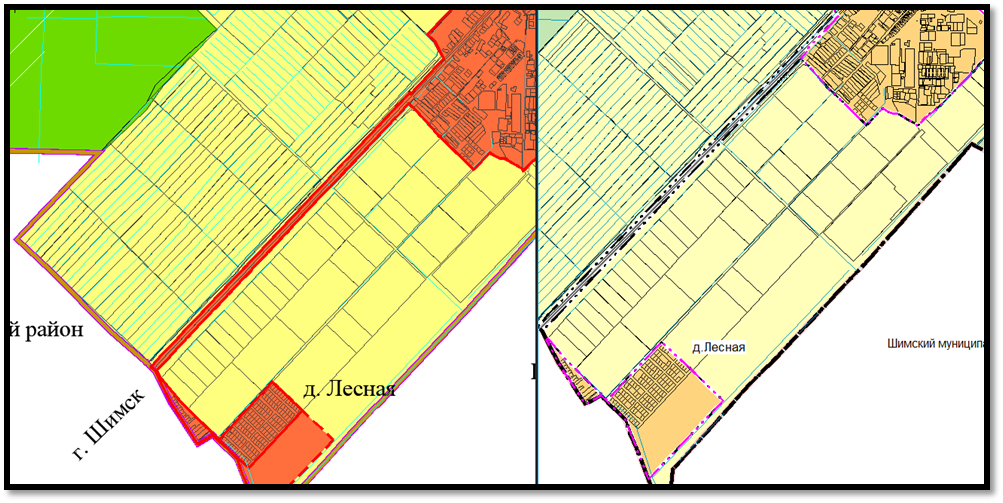 й район
г. Шимск
д. Лесная
д.Лесная
Шимский муниципа